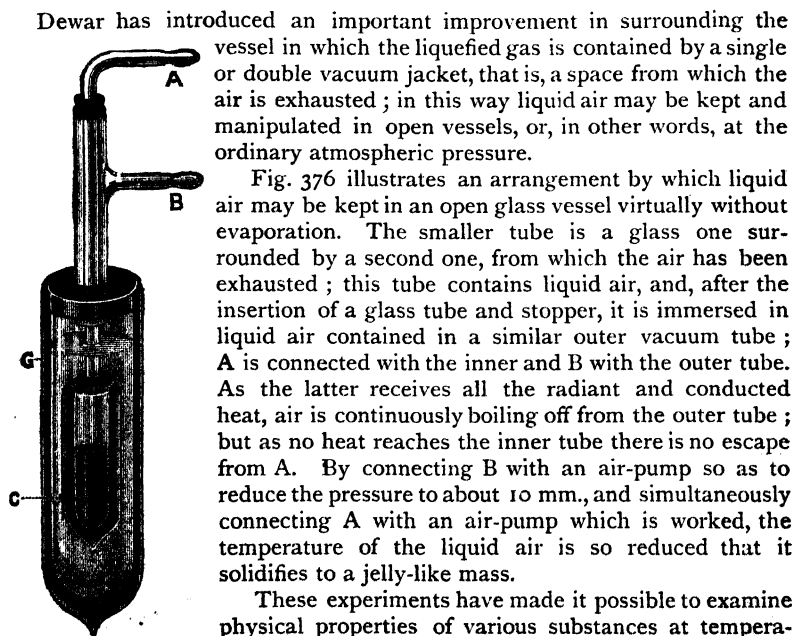 Dewar has introduced an important improvement in surrounding the
vessel in which the liquefied gas is contained by a single
or double vacuum jacket, that is, a space from which the
air is exhausted ; in this way liquid air may be kept and
manipulated in open vessels, or, in other words, at the
ordinary atmospheric pressure.
Fig. 376 illustrates an arrangement by which liquid
air may be kept in an open glass vessel virtually without
evaporation. The smaller tube is a glass one sur-
rounded by a second one, from which the air has been
exhausted ; this tube contains liquid air, and, after the
insertion of a glass tube and stopper, it is immersed in
liquid air contained in a similar outer vacuum tube ;
A is connected with the inner and B with the outer tube.
As the latter receives all the radiant and conducted
heat, air is continuously boiling off from the outer tube ;
but as no heat reaches the inner tube there is no escape
from A. By connecting B with an air-pump so as to
reduce the pressure to about 10 mm., and simultaneously
connecting A with an air-pump which is worked, the
temperature of the liquid air is so reduced that it
solidifies to a jelly-like mass.
These experiments have made it possible to examine
physical properties of various substances at tempera-
A
B
G
C